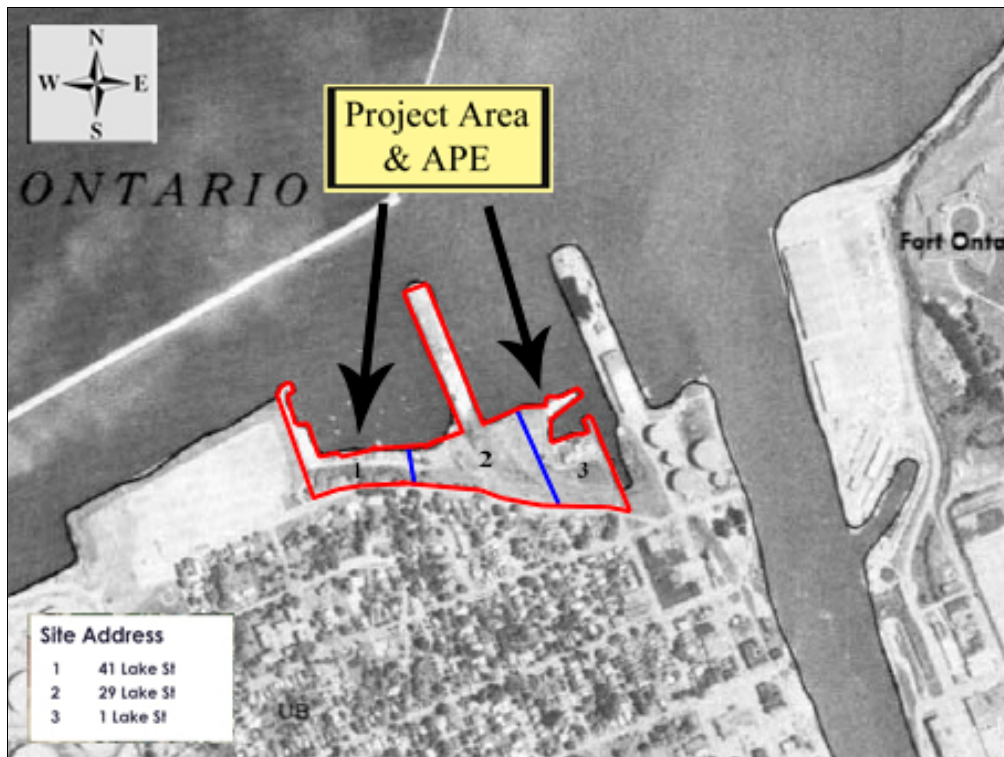 N
W E
S
Project Area
& APE
ONTARIO
Fort Onta
1
2
3
Site Address
1 41 Lake St
2 29 Lake St
3 1 Lake St
UB